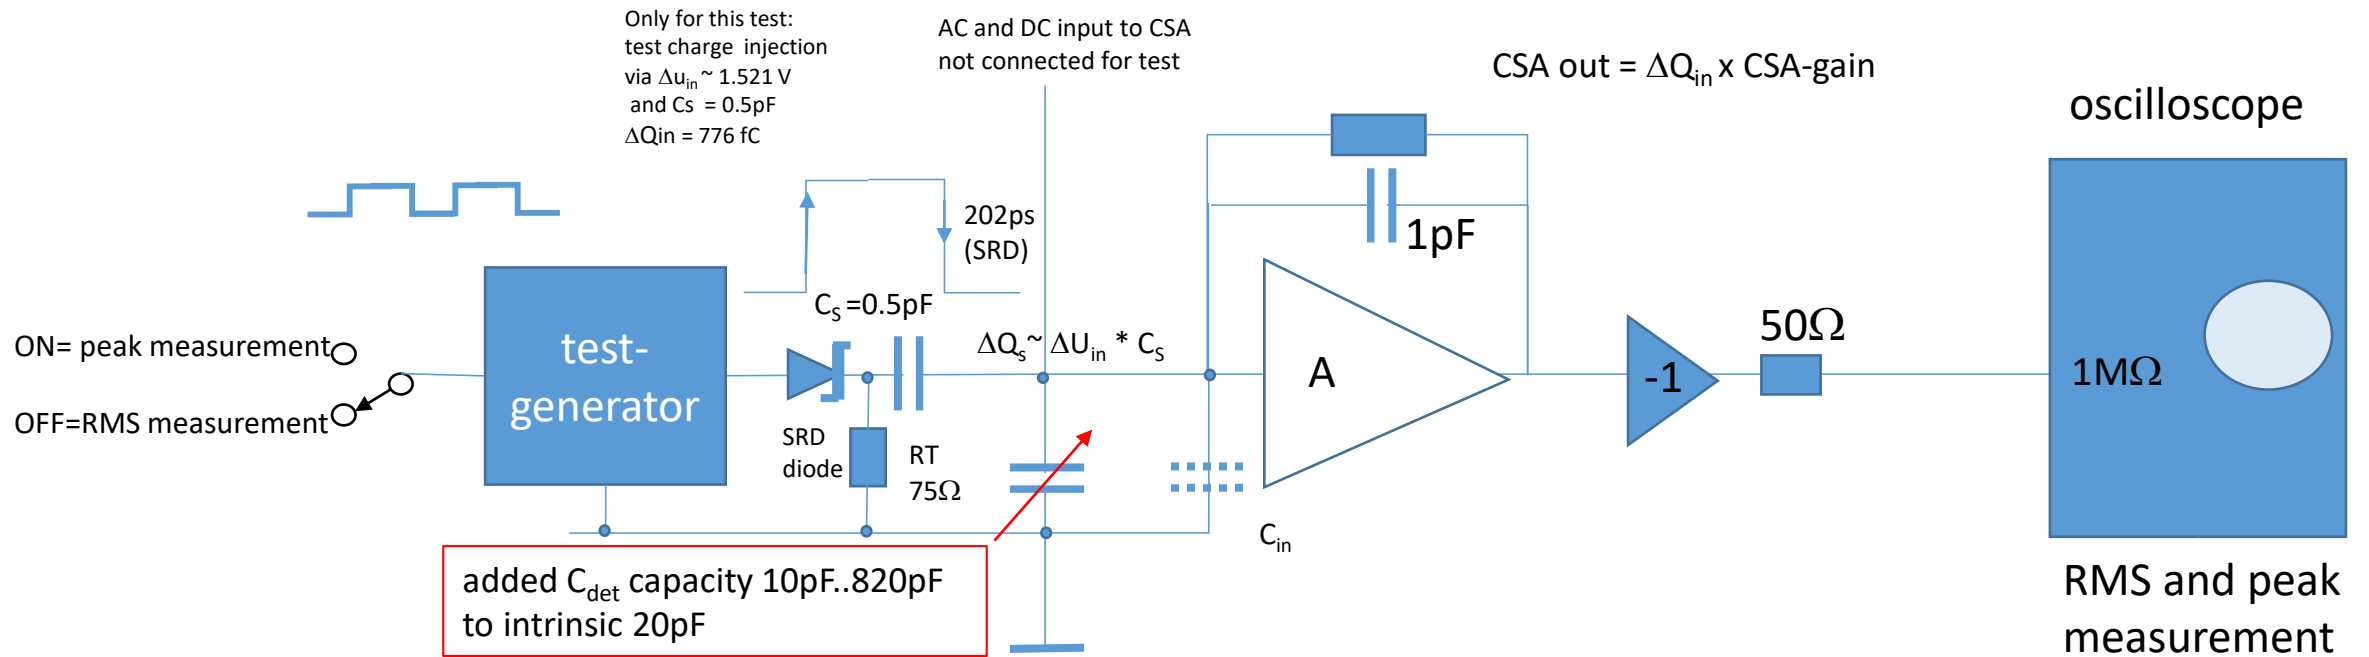 Only for this test:
test charge injection
via Δuin ~ 1.521 V
and Cs = 0.5pF
ΔQin = 776 fC
AC and DC input to CSA
not connected for test
CSA out = ΔQin x CSA-gain
oscilloscope
202ps
(SRD)
1pF
CS =0.5pF
ON= peak measurement
OFF=RMS measurement
test-
generator
ΔQs~ ΔUin * CS
A
-1
50Ω
1MΩ
SRD
diode
RT
75Ω
Cin
added Cdet capacity 10pF..820pF
to intrinsic 20pF
RMS and peak
measurement